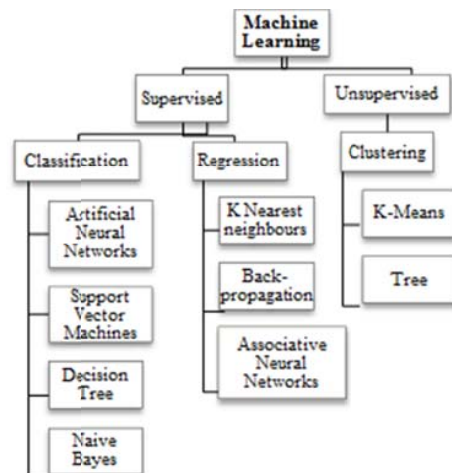 Machine
Learning
Supervised
Unsupervised
Classification
Regression
Clustering
Artificial
Neural
Networks
Support
Vector
Machines
Decision
Tree
Naive
Bayes
K Nearest
neighbours
Back-
propagation
Associative
Neural
Networks
K-Means
Tree